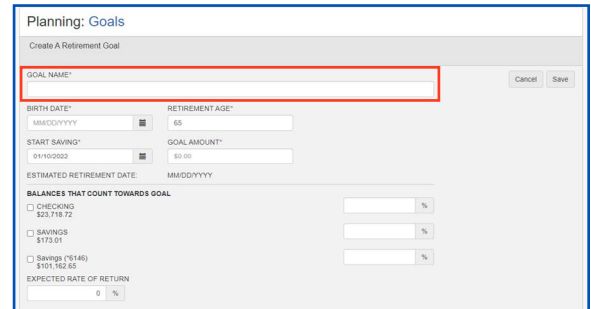 Planning: Goals
Create A Retirement Goal
GOAL NAME*
Cancel Save
BIRTH DATE* RETIREMENT AGE*
MM/DD/YYYY 65
START SAVING* GOAL AMOUNT*
01/10/2022 $0.00
ESTIMATED RETIREMENT DATE: MM/DD/YYYY
BALANCES THAT COUNT TOWARDS GOAL
CHECKING %
$23,718.72
SAVINGS %
$173.01
Savings (*6146) %
$101,162.65
EXPECTED RATE OF RETURN
0 %